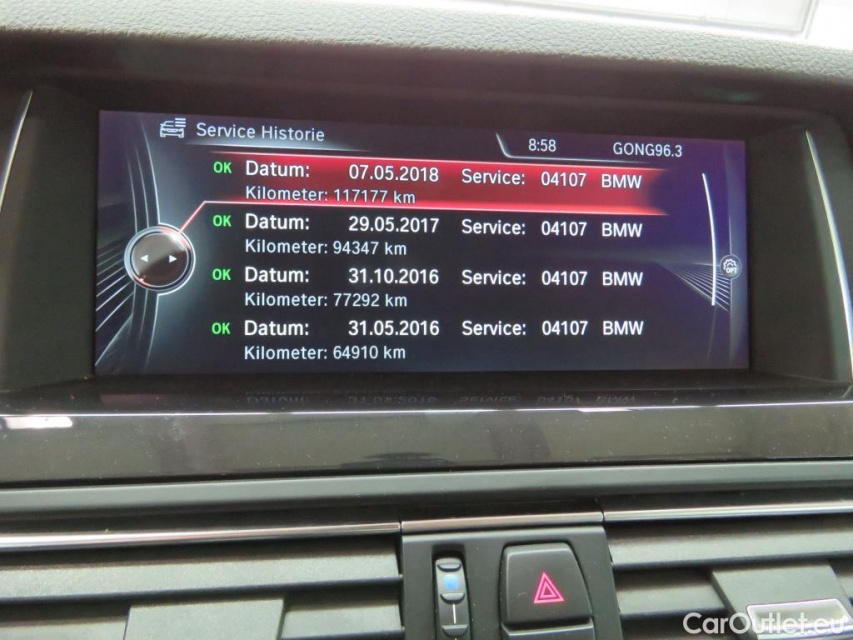 Service Historie 8:58 GONG96.3
OK Datum: 07.05.2018 Service: 04107 BMW
Kilometer: 117177 km
OK Datum: 29.05.2017 Service: 04107 BMW
Kilometer: 94347 km
OK Datum: 31.10.2016 Service: 04107 BMW
Kilometer: 77292 km
OK Datum: 31.05.2016 Service: 04107 BMW
Kilometer: 64910 km
OPT
CarOutlet.eu